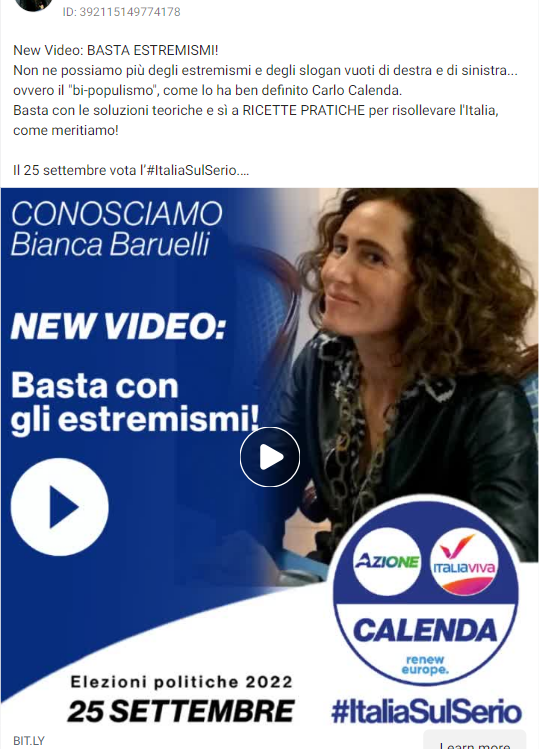 ID: 392115149774178
New Video: BASTA ESTREMISMI!
Non ne possiamo più degli estremismi e degli slogan vuoti di destra e di sinistra...
ovvero il "bi-populismo", come lo ha ben definito Carlo Calenda.
Basta con le soluzioni teoriche e sì a RICETTE PRATICHE per risollevare l'Italia,
come meritiamo!
Il 25 settembre vota l’#ItaliaSulSerio....
CONOSCIAMO
Bianca Baruelli
NEW VIDEO:
Basta con
gli estremismi!
AZIONE
ITALIAVIVA
CALENDA
renew
europe.
Elezioni politiche 2022
25 SETTEMBRE
#ItaliaSulSerio
BIT.LY
Learn more